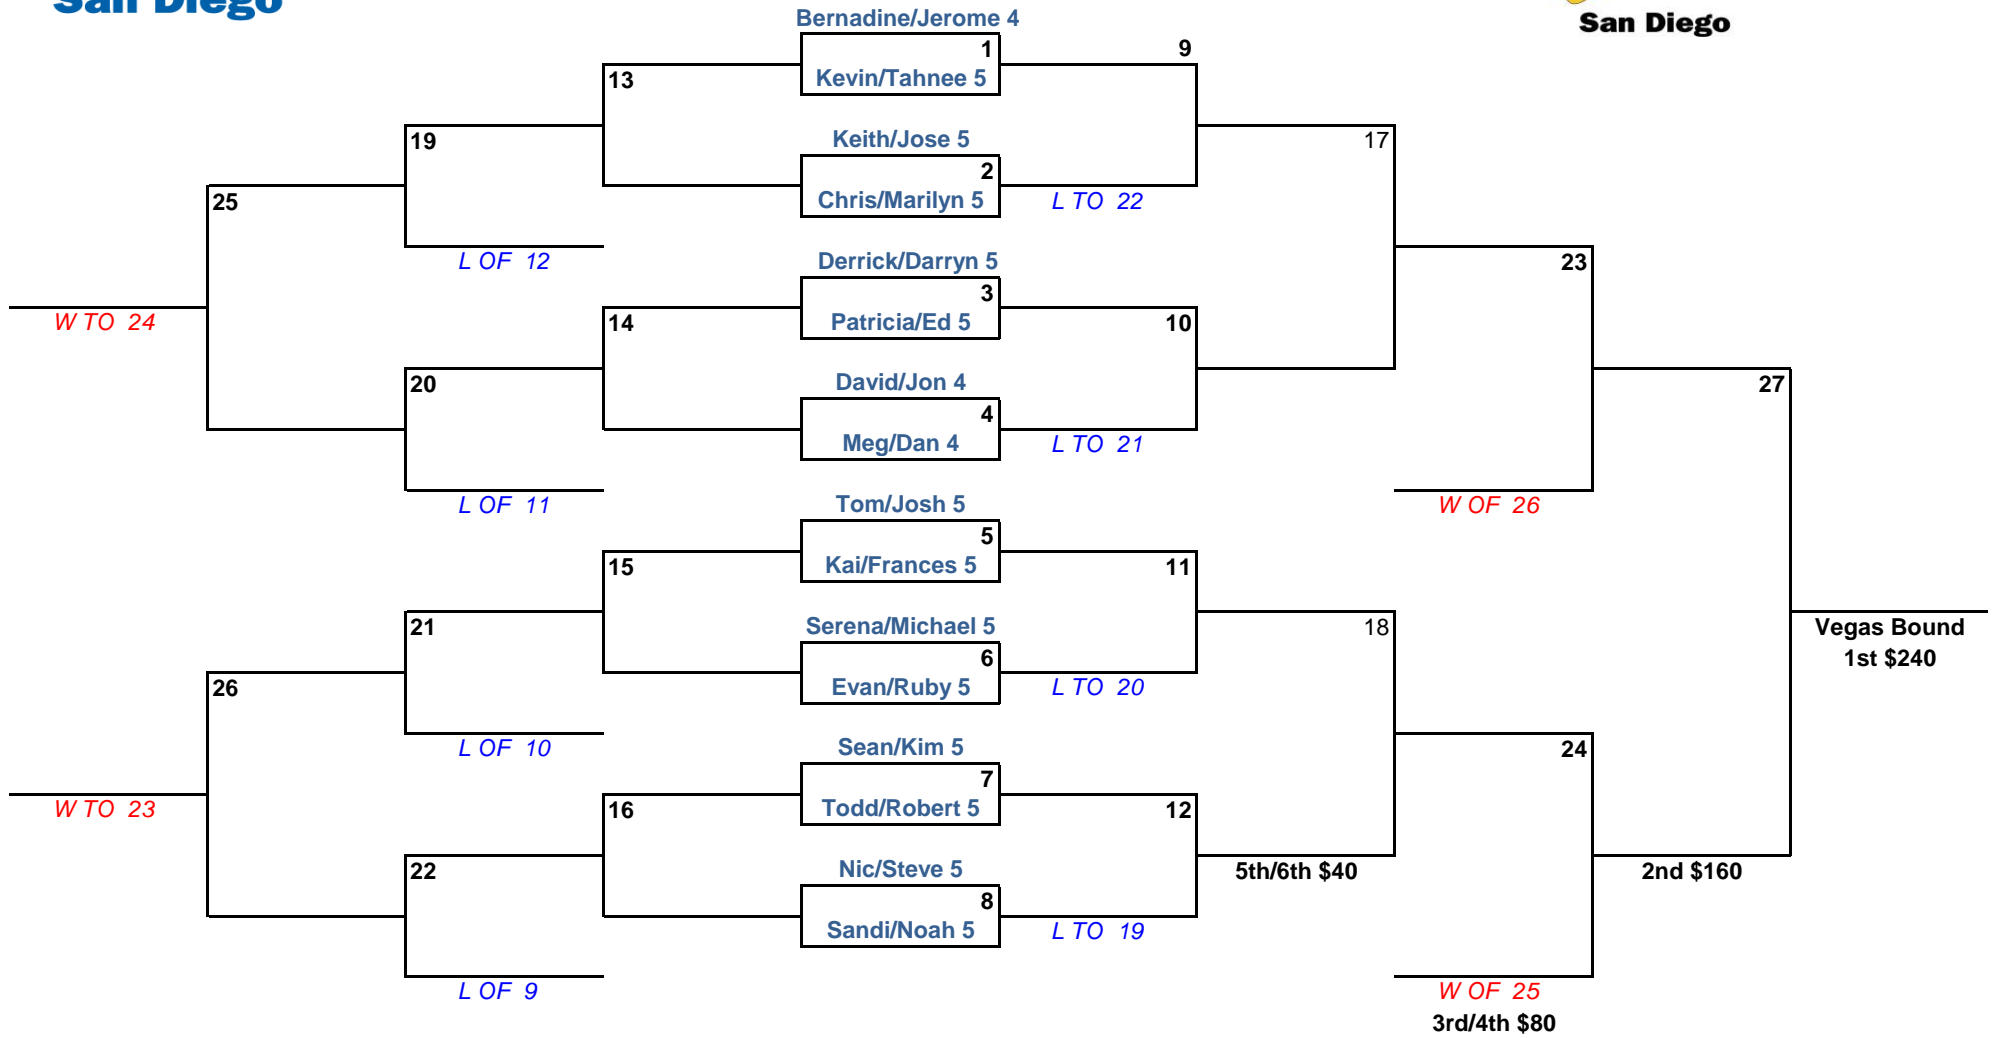 San Diego
San Diego
Bernadine/Jerome 4
1
9
Kevin/Tahnee 5
13
Keith/Jose 5
19
17
2
Chris/Marilyn 5
L TO 22
25
L OF 12
Derrick/Darryn 5
23
3
Patricia/Ed 5
W TO 24
14
10
David/Jon 4
20
27
4
Meg/Dan 4
L TO 21
L OF 11
Tom/Josh 5
W OF 26
5
Kai/Frances 5
15
11
Serena/Michael 5
21
18
Vegas Bound
6
1st $240
Evan/Ruby 5
L TO 20
26
L OF 10
Sean/Kim 5
24
7
Todd/Robert 5
W TO 23
16
12
Nic/Steve 5
22
5th/6th $40
2nd $160
8
Sandi/Noah 5
L TO 19
L OF 9
W OF 25
3rd/4th $80